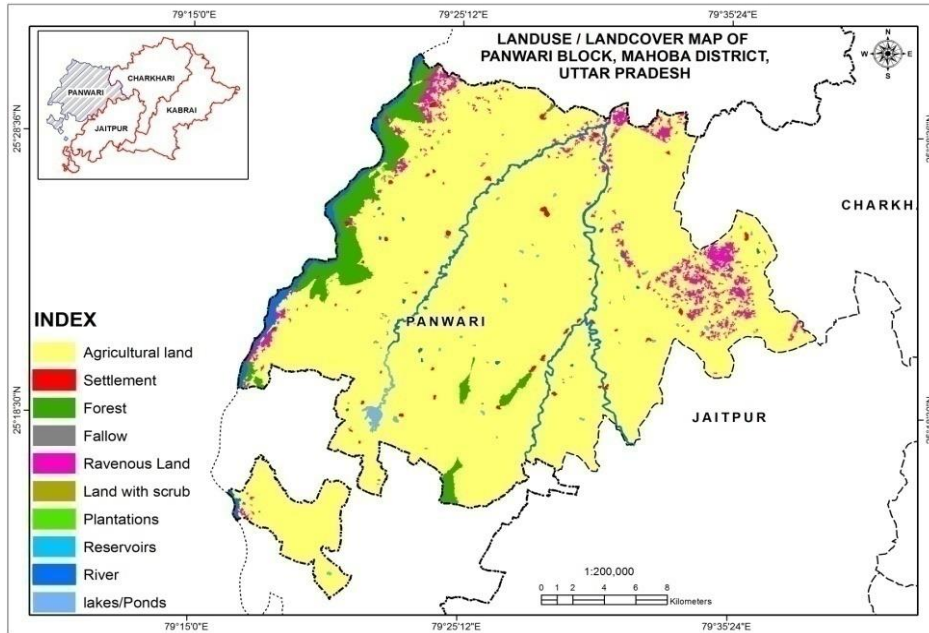 79°15'0"E 79°25'12"E 79°35'24"E
LANDUSE / LANDCOVER MAP OF
PANWARI BLOCK, MAHOBA DISTRICT,
UTTAR PRADESH
N
W E
S
CHARKHARI
PANWARI
KABRAI
JAITPUR
25°28'36"N
CHARKHA
INDEX
Agricultural land
Settlement
Forest
Fallow
Ravenous Land
Land with scrub
Plantations
Reservoirs
River
lakes/Ponds
PANWARI
JAITPUR
25°18'30"N
1:200,000
0 1 2 4 6 8
Kilometers
79°15'0"E 79°25'12"E 79°35'24"E